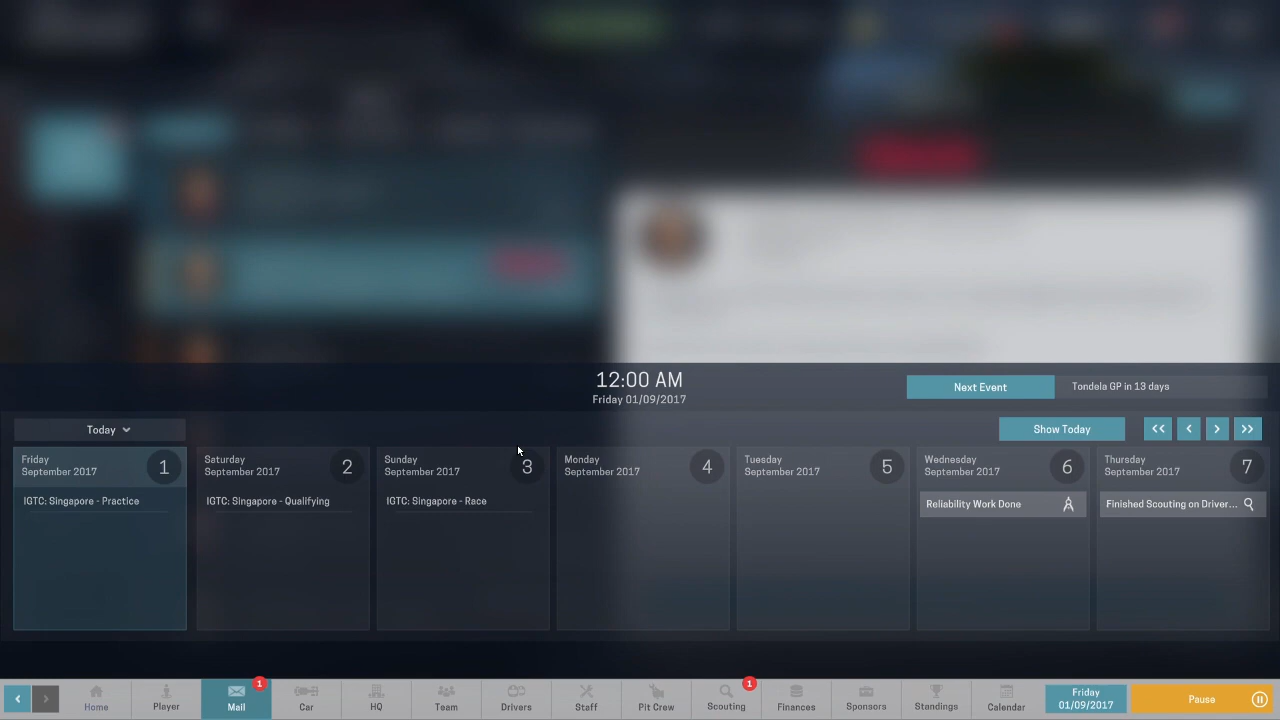 12:00 AM
Friday 01/09/2017
Next Event
Tondela GP in 13 days
Today
Show Today
<< < > >>
Friday
September 2017
1
IGTC: Singapore - Practice
Saturday
September 2017
2
IGTC: Singapore - Qualifying
Sunday
September 2017
3
IGTC: Singapore - Race
Monday
September 2017
4
Tuesday
September 2017
5
Wednesday
September 2017
6
Reliability Work Done
Thursday
September 2017
7
Finished Scouting on Driver...
< >
Home
Player
1
Mail
Car
HQ
Team
Drivers
Staff
Pit Crew
1
Scouting
Finances
Sponsors
Standings
Calendar
Friday
01/09/2017
Pause